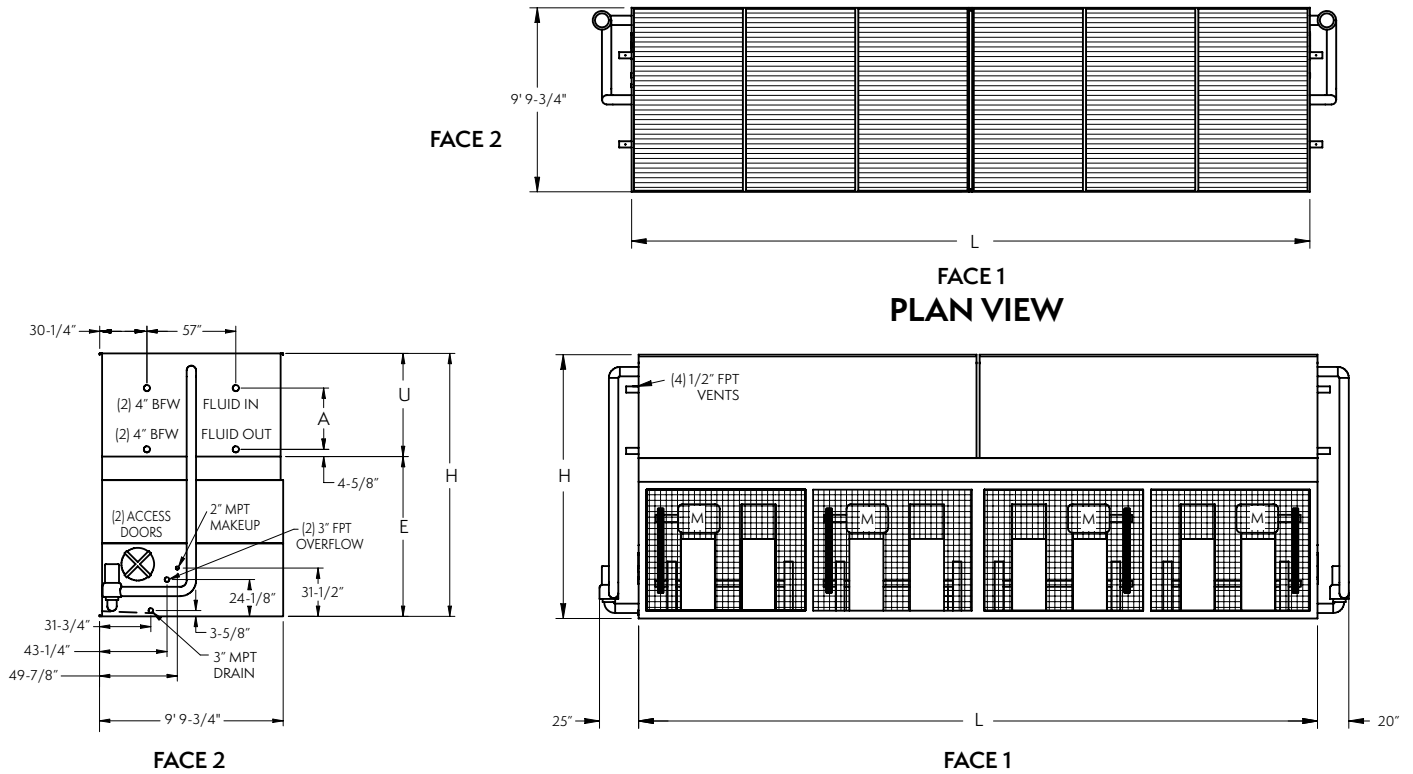 9' 9-3/4"
FACE 2
L
FACE 1
PLAN VIEW
30-1/4”
57”
(2) 4” BFW FLUID IN
(2) 4” BFW FLUID OUT
A
U
H
4-5/8”
(2) ACCESS
DOORS
2” MPT
MAKEUP
(2) 3” FPT
OVERFLOW
E
31-1/2”
24-1/8”
31-3/4”
3-5/8”
43-1/4”
3” MPT
DRAIN
49-7/8”
9' 9-3/4"
FACE 2
(4) 1/2” FPT
VENTS
H
M
M
M
M
25”
L
20”
FACE 1